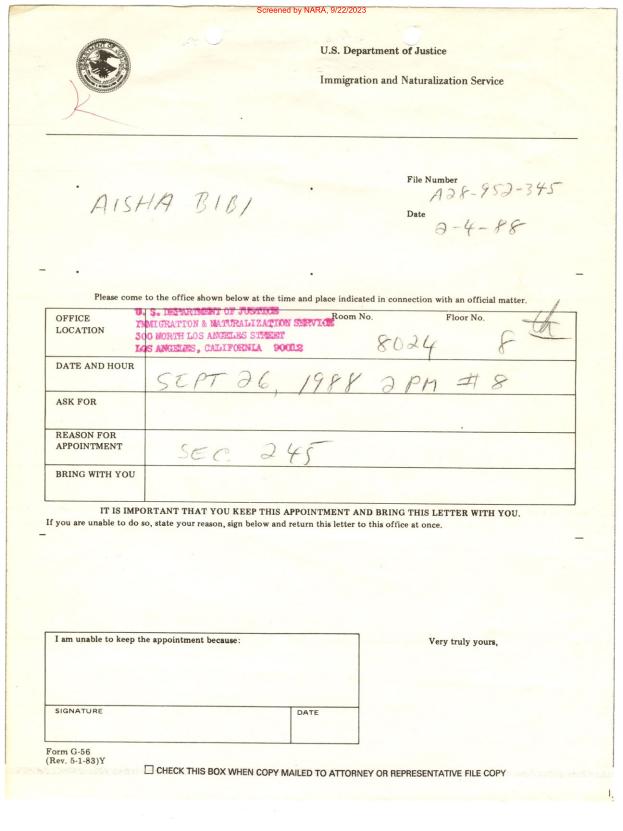 Screened by NARA, 9/22/2023
U.S. Department of Justice
Immigration and Naturalization Service
File Number
A28-952-345
AISHA BIBI
Date
2-4-88
Please come to the office shown below at the time and place indicated in connection with an official matter.
OFFICE LOCATION
U. S. DEPARTMENT OF JUSTICE
IMMIGRATION & NATURALIZATION SERVICE
300 NORTH LOS ANGELES STREET
LOS ANGELES, CALIFORNIA 90012
Room No.
8024
Floor No.
8 th
DATE AND HOUR
SEPT 26, 1988 2 PM # 8
ASK FOR
REASON FOR
APPOINTMENT
SEC. 245
BRING WITH YOU
IT IS IMPORTANT THAT YOU KEEP THIS APPOINTMENT AND BRING THIS LETTER WITH YOU.
If you are unable to do so, state your reason, sign below and return this letter to this office at once.
I am unable to keep the appointment because:
Very truly yours,
SIGNATURE
DATE
Form G-56
(Rev. 5-1-83)Y
CHECK THIS BOX WHEN COPY MAILED TO ATTORNEY OR REPRESENTATIVE FILE COPY